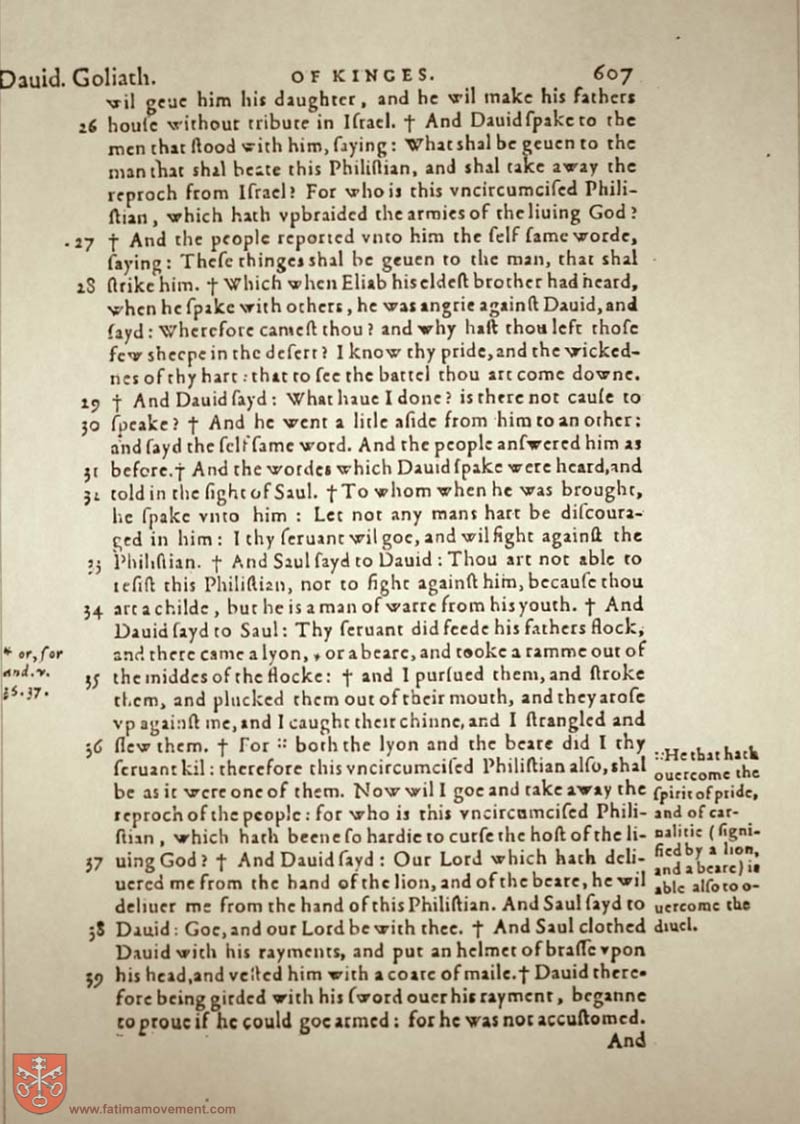 Dauid. Goliath. OF KINGES. 607
wil geue him his daughter, and he wil make his fathers
26 houſe without tribute in Iſrael. † And Dauid ſpake to the
men that ſtood with him, ſaying: What shal be geuen to the
man that shal beate this Philiſtian, and shal take away the
reproch from Iſrael? For who is this vncircumciſed Phili-
ſtian, which hath vpbraided the armies of the liuing God?
27 † And the people reported vnto him the ſelf ſame worde,
ſaying: Theſe thinges shal be geuen to the man, that shal
28 ſtrike him. † Which when Eliab his eldeſt brother had heard,
when he ſpake with others, he was angrie againſt Dauid, and
ſayd: Wherefore cameſt thou? and why haſt thou left thoſe
few sheepe in the deſert? I know thy pride, and the wicked-
nes of thy hart: that to ſee the battel thou art come downe.
29 † And Dauid ſayd: What haue I done? is there not cauſe to
30 ſpeake? † And he went a litle aſide from him to an other:
and ſayd the ſelf ſame word. And the people anſwered him as
31 before. † And the wordes which Dauid ſpake were heard, and
32 told in the ſight of Saul. † To whom when he was brought,
he ſpake vnto him: Let not any mans hart be diſcoura-
ged in him: I thy ſeruant wil goe, and wil fight againſt the
33 Philiſtian. † And Saul ſayd to Dauid: Thou art not able to
reſiſt this Philiſtian, nor to fight againſt him, becauſe thou
34 art a childe, but he is a man of warre from his youth. † And
Dauid ſayd to Saul: Thy ſeruant did feede his fathers flock,
and there came a lyon, * or a beare, and tooke a ramme out of
35 the middes of the flocke: † and I purſued them, and ſtroke
them, and plucked them out of their mouth, and they aroſe
vp againſt me, and I caught their chinne, and I ſtrangled and
36 ſlew them. † For :: both the lyon and the beare did I thy
ſeruant kil: therefore this vncircumciſed Philiſtian alſo, shal
be as it were one of them. Now wil I goe and take away the
reproch of the people: for who is this vncircumciſed Phili-
ſtian, which hath beene ſo hardie to curſe the hoſt of the li-
37 uing God? † And Dauid ſayd: Our Lord which hath deli-
uered me from the hand of the lion, and of the beare, he wil
deliuer me from the hand of this Philiſtian. And Saul ſayd to
38 Dauid: Goe, and our Lord be with thee. † And Saul clothed
Dauid with his rayments, and put an helmet of braſſe vpon
39 his head, and veſted him with a coate of maile. † Dauid there-
fore being girded with his ſword ouer his rayment, beganne
to proue if he could goe armed: for he was not accuſtomed.
And
* or, for
and. v.
36. 37.
:: He that hath
ouercome the
ſpirit of pride,
and of car-
nalitie (ſigni-
fied by a lion,
and a beare) is
able alſo to o-
uercome the
diuel.
www.fatimamovement.com